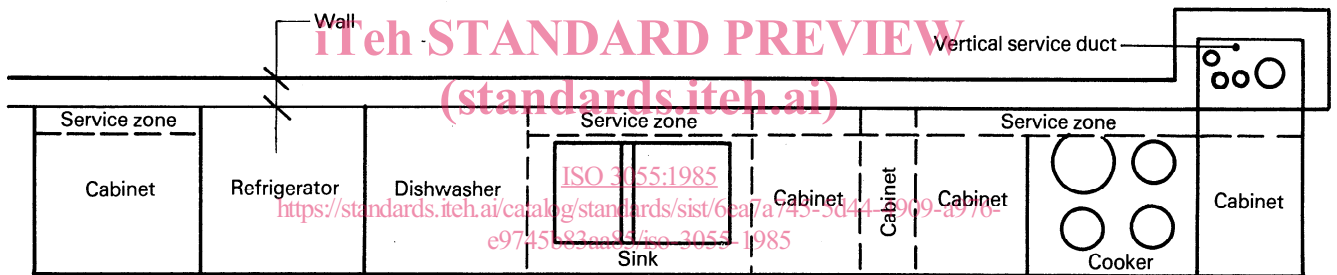 Wall
iTeh STANDARD PREVIEW
Vertical service duct
(standards.iteh.ai)
Service zone
Service zone
Service zone
Cabinet
Refrigerator
Dishwasher
ISO 3055:1985
Cabinet
Cabinet
Cabinet
Cabinet
https://standards.iteh.ai/catalog/standards/sist/6ea7a745-5d44-4909-a976-
e9745b83aa85/iso-3055-1985
Sink
Cooker